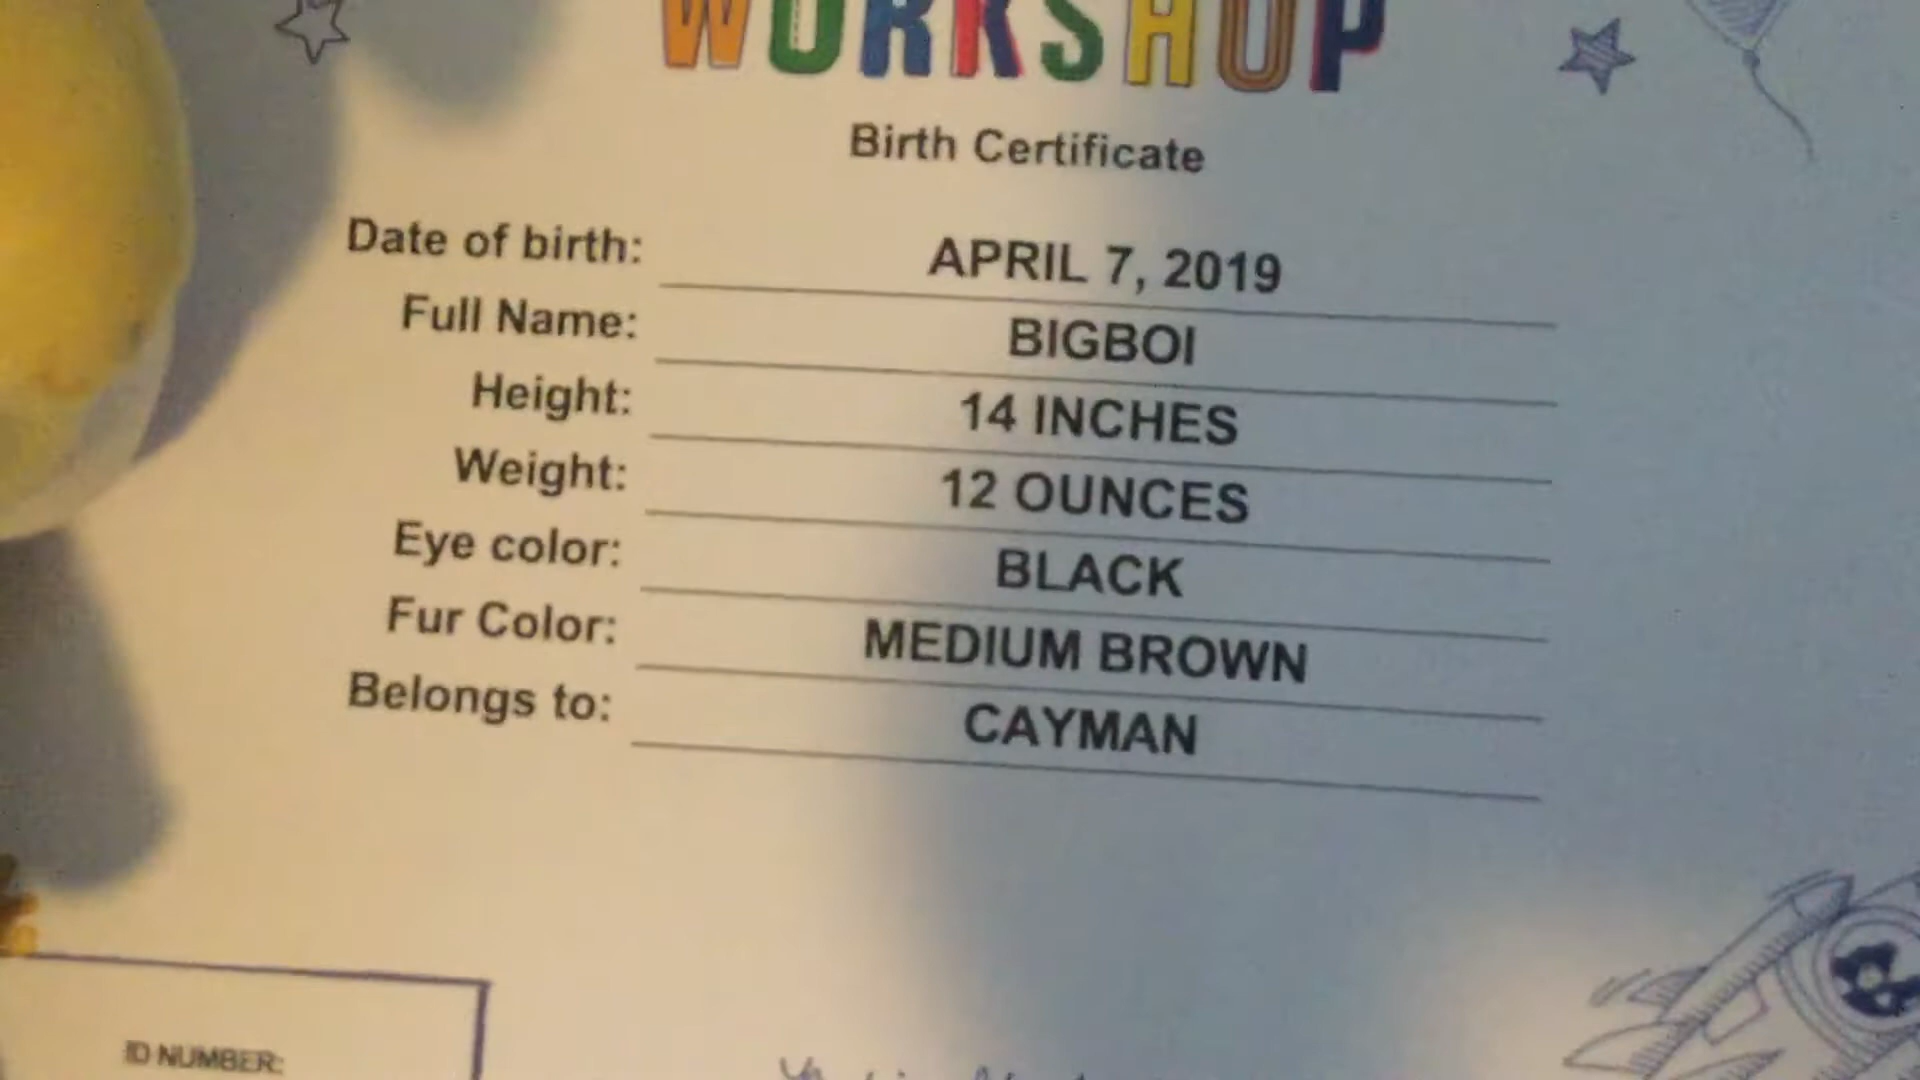 WORKSHOP
Birth Certificate
Date of birth: APRIL 7, 2019
Full Name: BIGBOI
Height: 14 INCHES
Weight: 12 OUNCES
Eye color: BLACK
Fur Color: MEDIUM BROWN
Belongs to: CAYMAN
ID NUMBER: